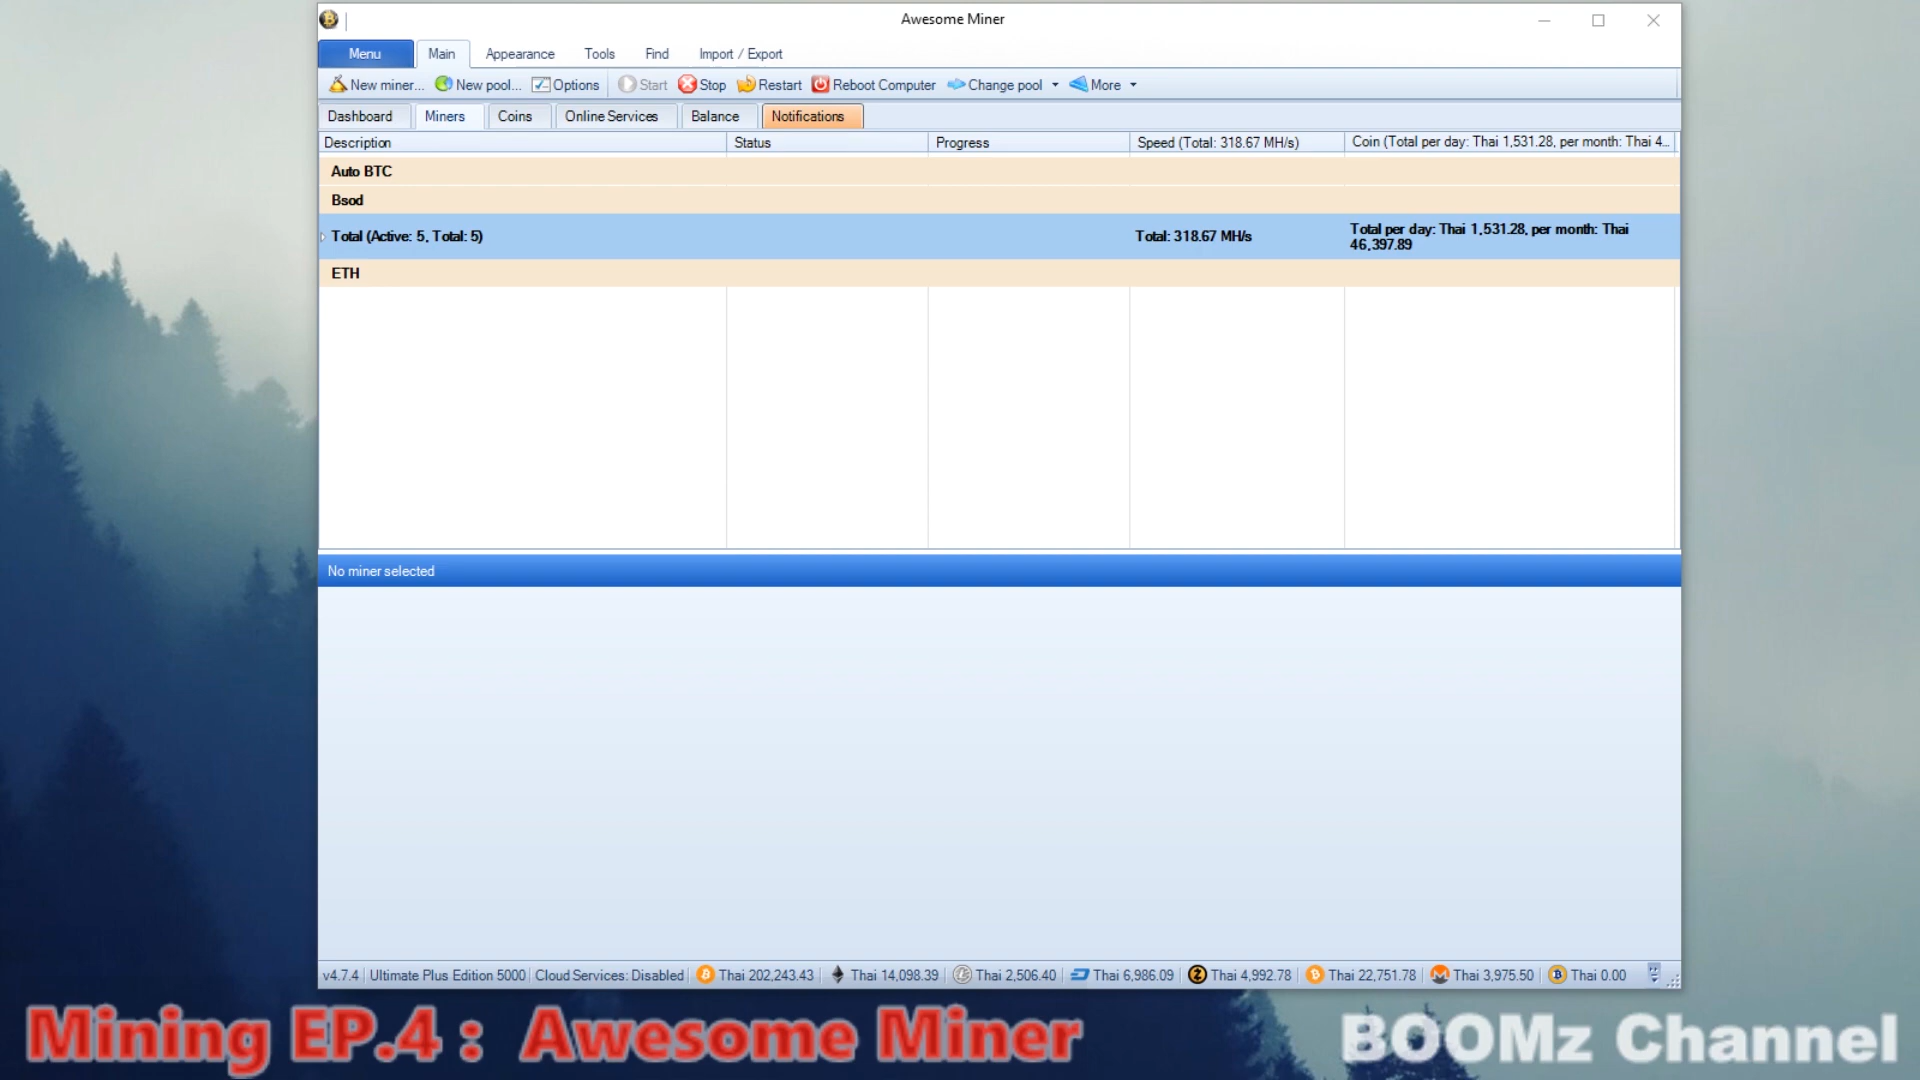 Awesome Miner
Menu Main Appearance Tools Find Import / Export
New miner... New pool... Options Start Stop Restart Reboot Computer Change pool More
Dashboard Miners Coins Online Services Balance Notifications
Description Status Progress Speed (Total: 318.67 MH/s) Coin (Total per day: Thai 1,531.28, per month: Thai 4...
Auto BTC
Bsod
Total (Active: 5, Total: 5) Total: 318.67 MH/s Total per day: Thai 1,531.28, per month: Thai
46,397.89
ETH
No miner selected
v4.7.4 Ultimate Plus Edition 5000 Cloud Services: Disabled Thai 202,243.43 Thai 14,098.39 Thai 2,506.40 Thai 6,986.09 Thai 4,992.78 Thai 22,751.78 Thai 3,975.50 Thai 0.00
Mining EP.4 : Awesome Miner BOOMz Channel